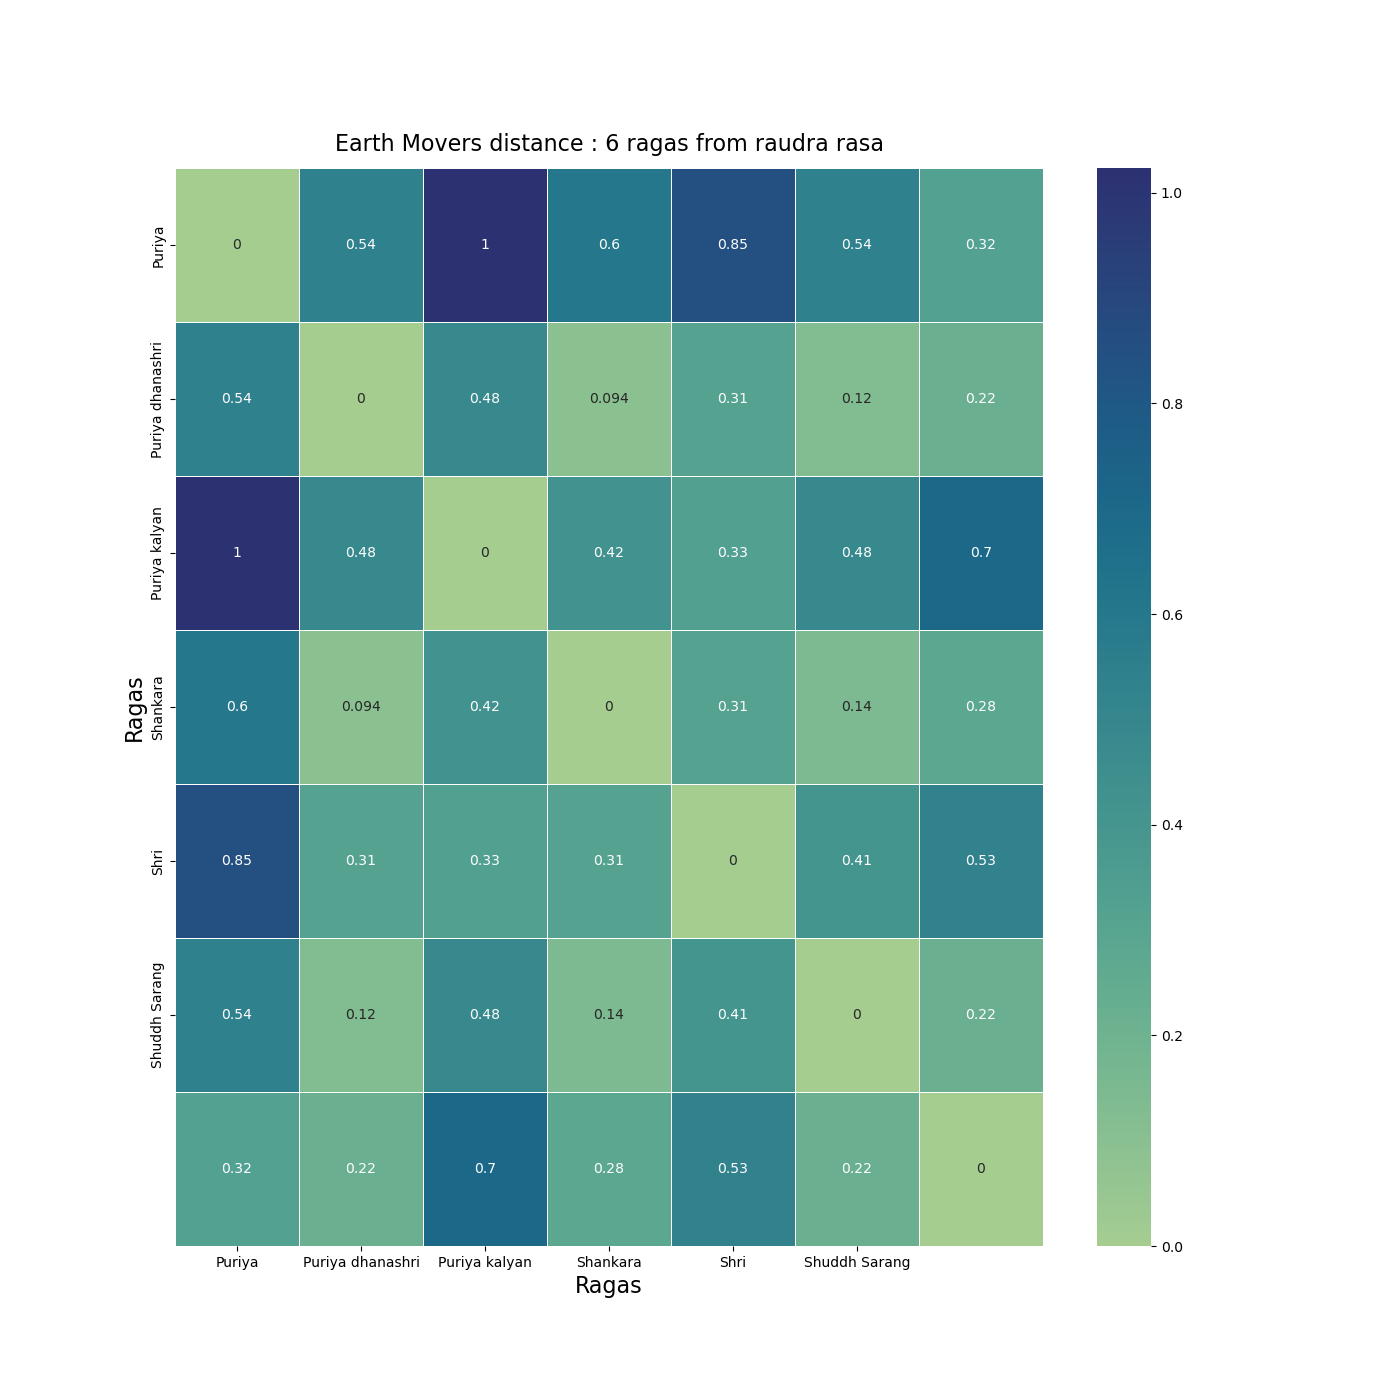 Earth Movers distance : 6 ragas from raudra rasa
Puriya 0 0.54 1 0.6 0.85 0.54 0.32
Puriya dhanashri 0.54 0 0.48 0.094 0.31 0.12 0.22
Puriya kalyan 1 0.48 0 0.42 0.33 0.48 0.7
Shankara 0.6 0.094 0.42 0 0.31 0.14 0.28
Shri 0.85 0.31 0.33 0.31 0 0.41 0.53
Shuddh Sarang 0.54 0.12 0.48 0.14 0.41 0 0.22
0.32 0.22 0.7 0.28 0.53 0.22 0
Ragas
Puriya Puriya dhanashri Puriya kalyan Shankara Shri Shuddh Sarang
Ragas
1.0
0.8
0.6
0.4
0.2
0.0